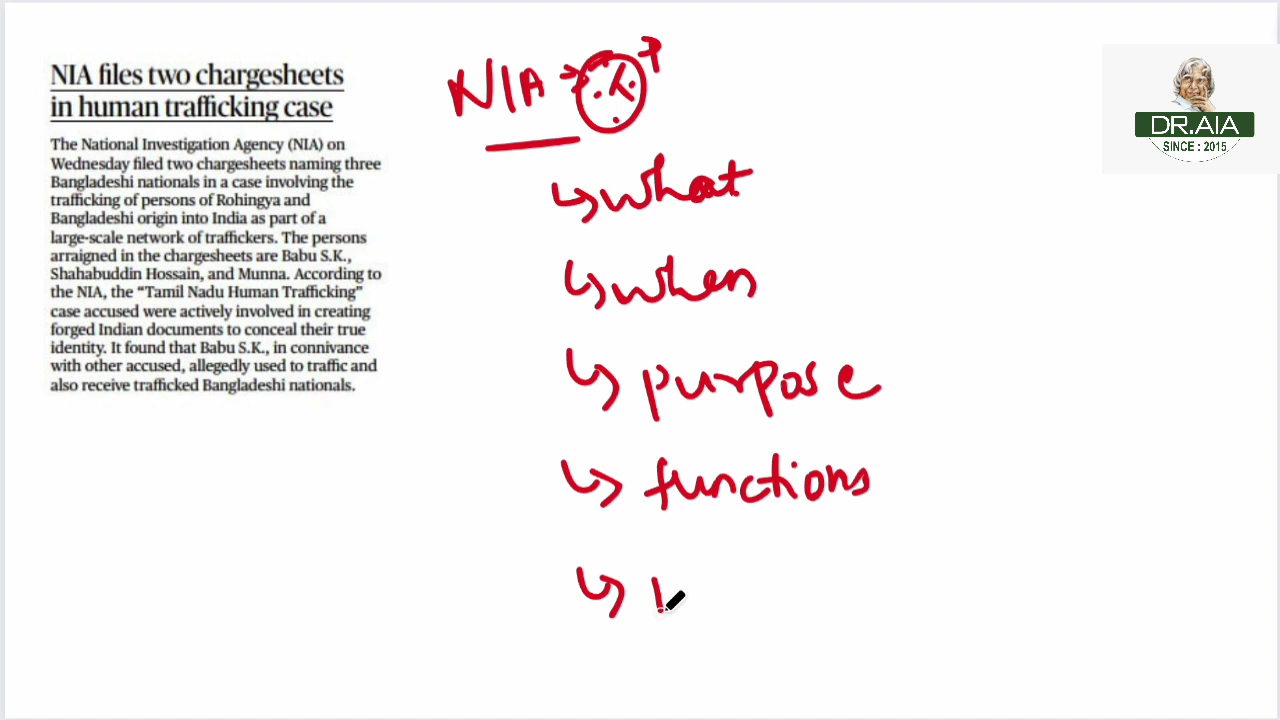 NIA files two chargesheets
in human trafficking case
The National Investigation Agency (NIA) on
Wednesday filed two chargesheets naming three
Bangladeshi nationals in a case involving the
trafficking of persons of Rohingya and
Bangladeshi origin into India as part of a
large-scale network of traffickers. The persons
arraigned in the chargesheets are Babu S.K.,
Shahabuddin Hossain, and Munna. According to
the NIA, the “Tamil Nadu Human Trafficking”
case accused were actively involved in creating
forged Indian documents to conceal their true
identity. It found that Babu S.K., in connivance
with other accused, allegedly used to traffic and
also receive trafficked Bangladeshi nationals.
NIA
what
when
purpose
functions
DR.AIA
SINCE : 2015